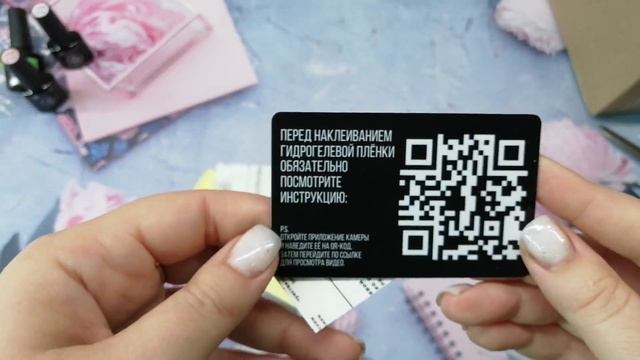 ПЕРЕД НАКЛЕИВАНИЕМ
ГИДРОГЕЛЕВОЙ ПЛЁНКИ
ОБЯЗАТЕЛЬНО
ПОСМОТРИТЕ
ИНСТРУКЦИЮ:
P.S.
ОТКРОЙТЕ ПРИЛОЖЕНИЕ КАМЕРЫ
И НАВЕДИТЕ ЕЁ НА QR-КОД,
ЗАТЕМ ПЕРЕЙДИТЕ ПО ССЫЛКЕ
ДЛЯ ПРОСМОТРА ВИДЕО.